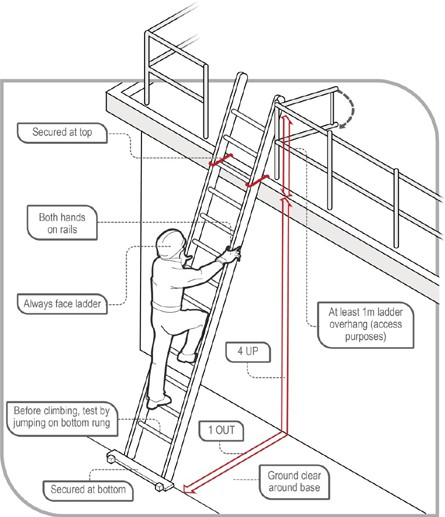 Secured at top
Both hands
on rails
Always face ladder
At least 1m ladder
overhang (access
purposes)
4 UP
Before climbing, test by
jumping on bottom rung
1 OUT
Secured at bottom
Ground clear
around base